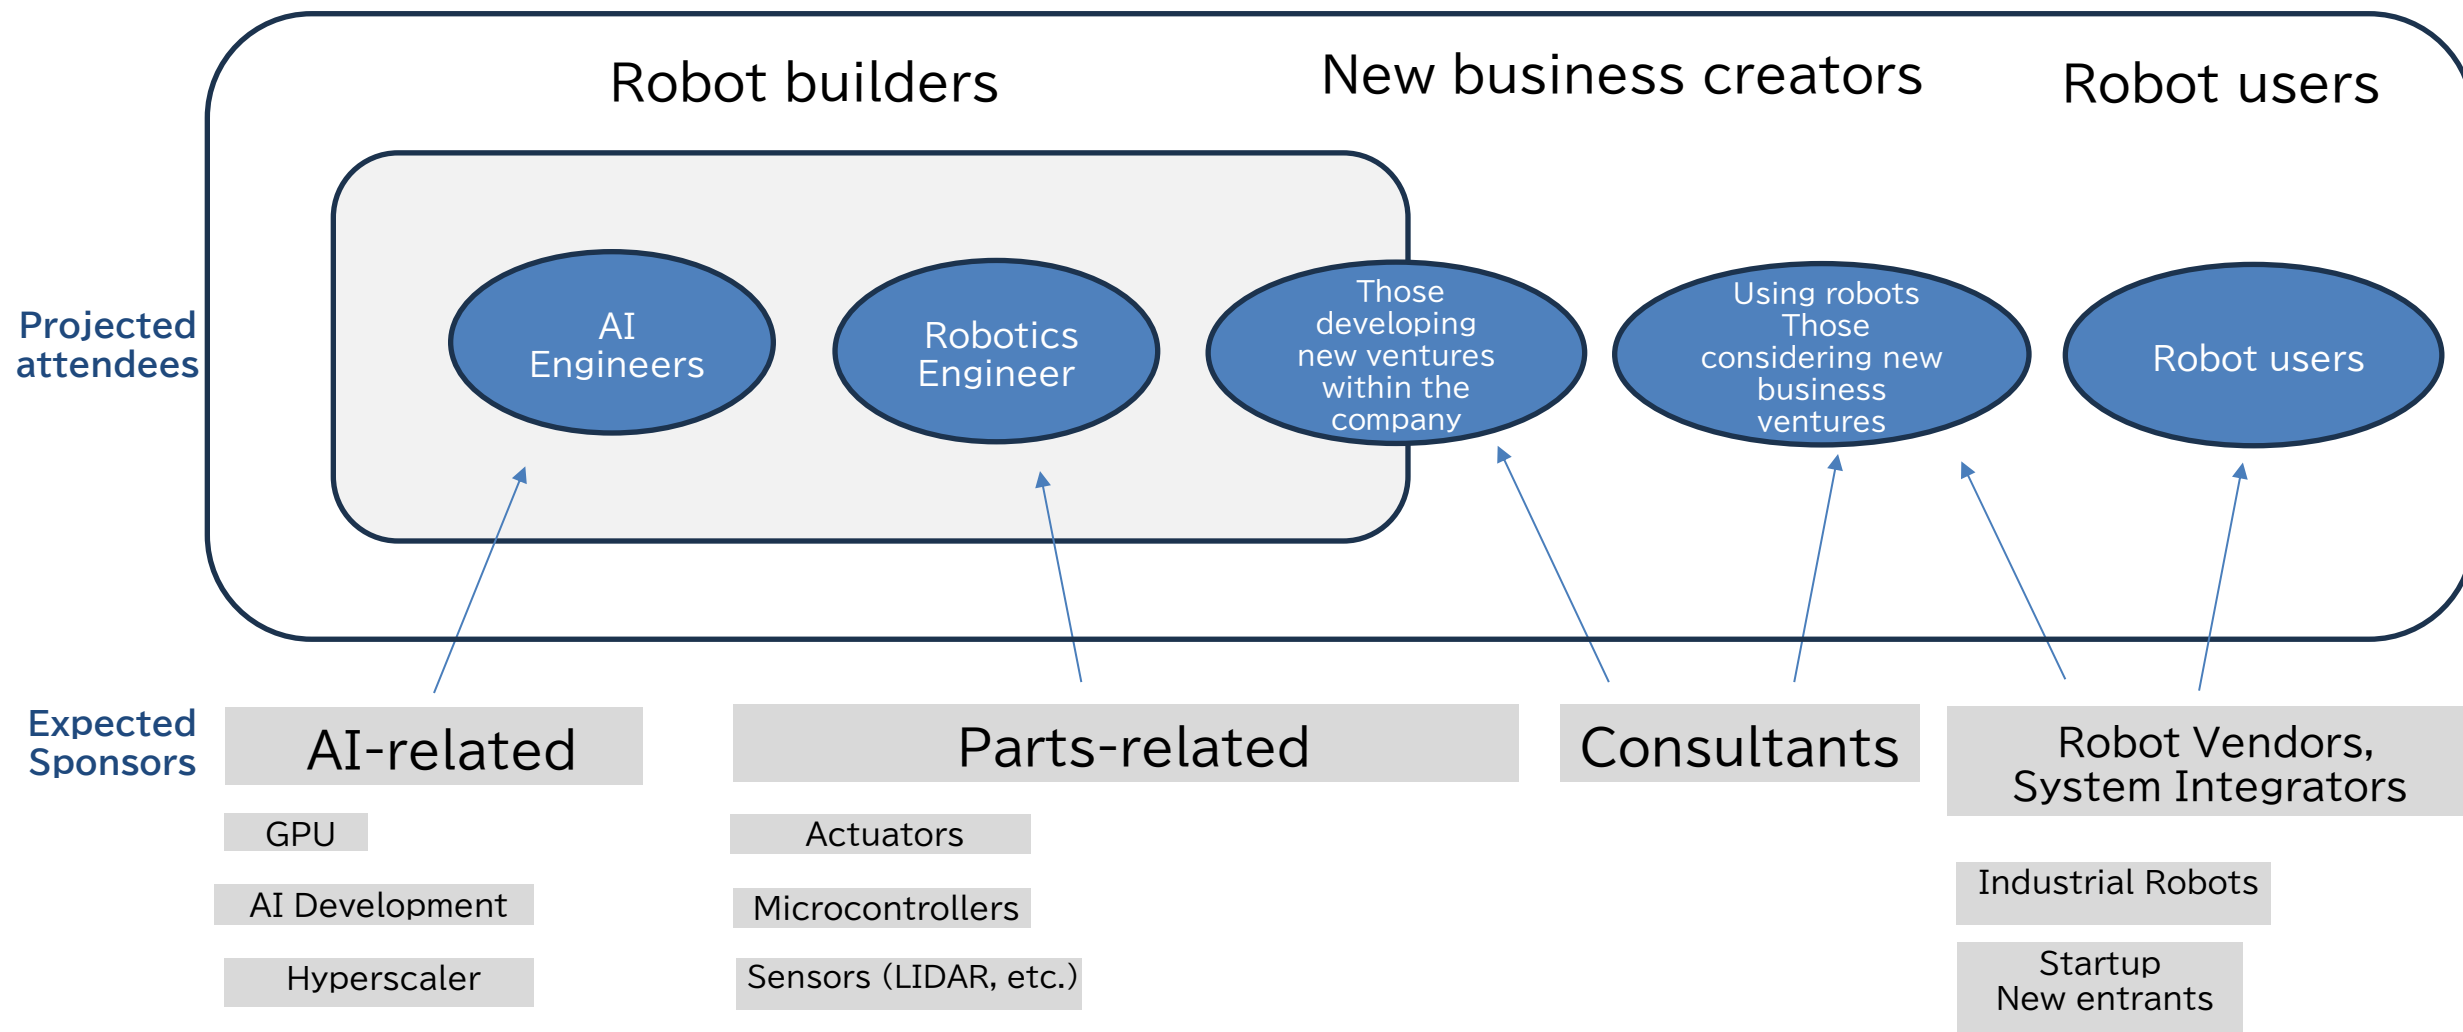 Robot builders
New business creators
Robot users
Projected
attendees
AI
Engineers
Robotics
Engineer
Those
developing
new ventures
within the
company
Using robots
Those
considering new
business
ventures
Robot users
Expected
Sponsors
AI-related
Parts-related
Consultants
Robot Vendors,
System Integrators
GPU
AI Development
Hyperscaler
Actuators
Microcontrollers
Sensors (LIDAR, etc.)
Industrial Robots
Startup
New entrants